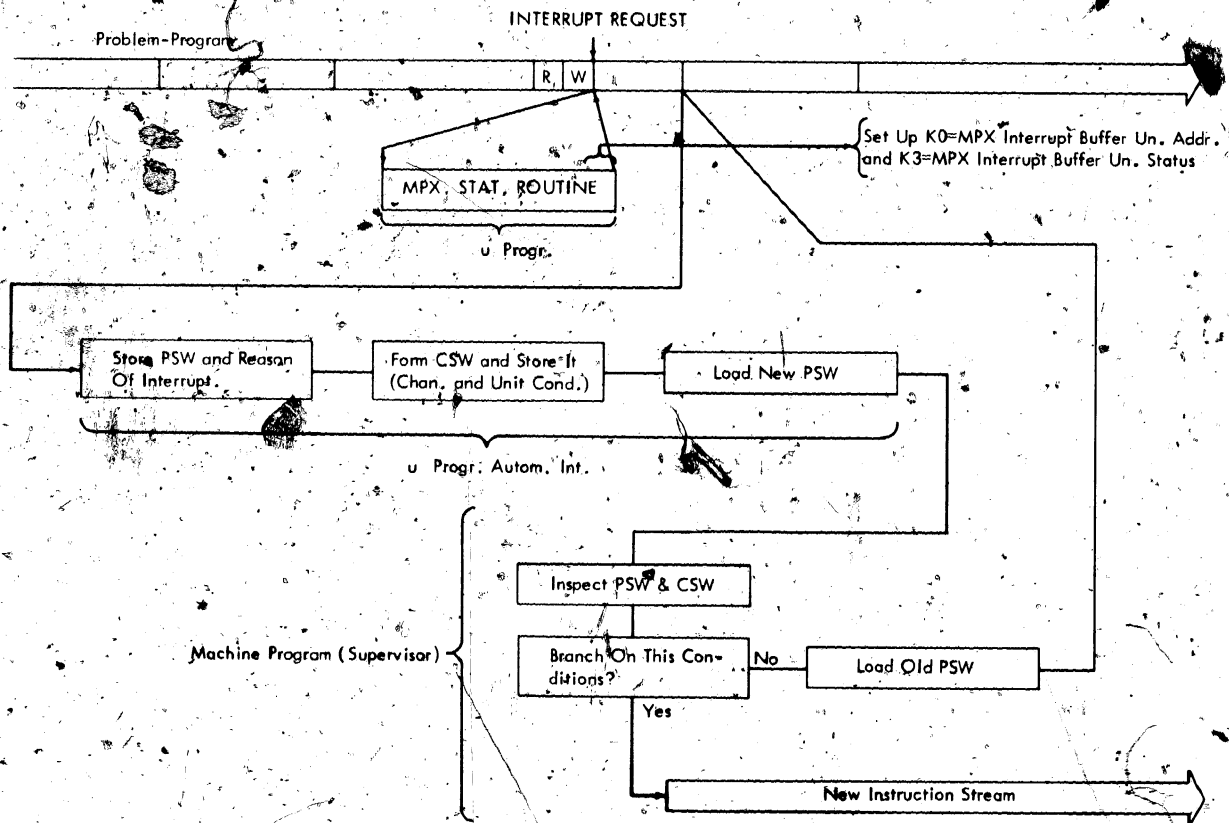 INTERRUPT REQUEST
Problem-Program
R
W
Set Up K0=MPX Interrupt Buffer Un. Addr.
and K3=MPX Interrupt Buffer Un. Status
MPX. STAT. ROUTINE
u Progr.
Store PSW and Reason
Of Interrupt.
Form CSW and Store It
(Chan. and Unit Cond.)
Load New PSW
u Progr. Autom. Int.
Inspect PSW & CSW
Machine Program (Supervisor)
Branch On This Con-
ditions?
No
Load Old PSW
Yes
New Instruction Stream